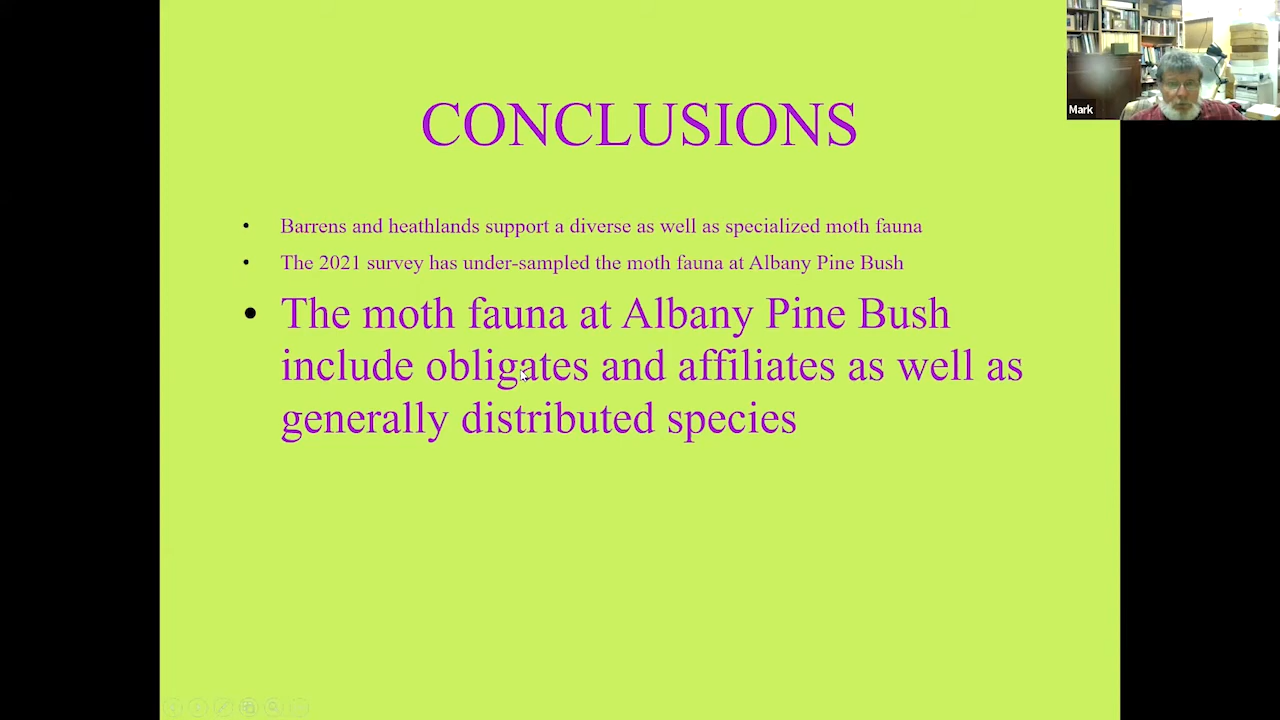 CONCLUSIONS
Mark
• Barrens and heathlands support a diverse as well as specialized moth fauna
• The 2021 survey has under-sampled the moth fauna at Albany Pine Bush
• The moth fauna at Albany Pine Bush
include obligates and affiliates as well as
generally distributed species